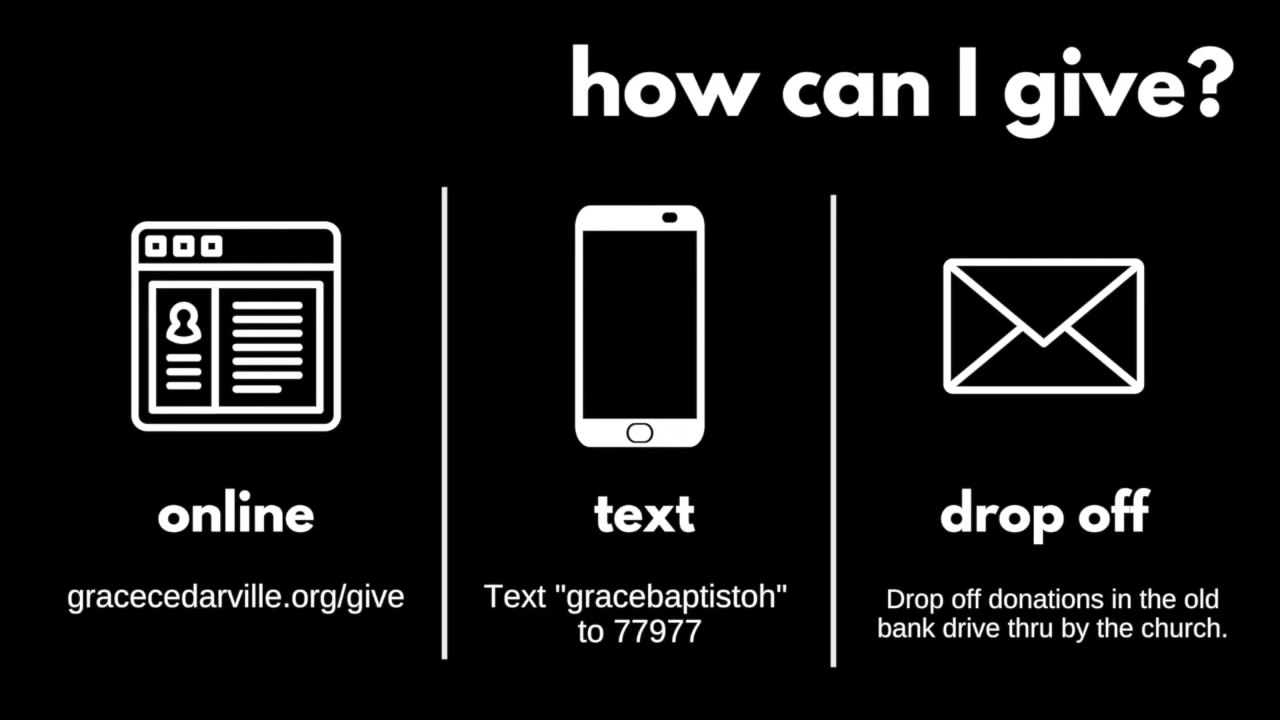 how can I give?
online
gracecedarville.org/give
text
Text "gracebaptistoh"
to 77977
drop off
Drop off donations in the old
bank drive thru by the church.